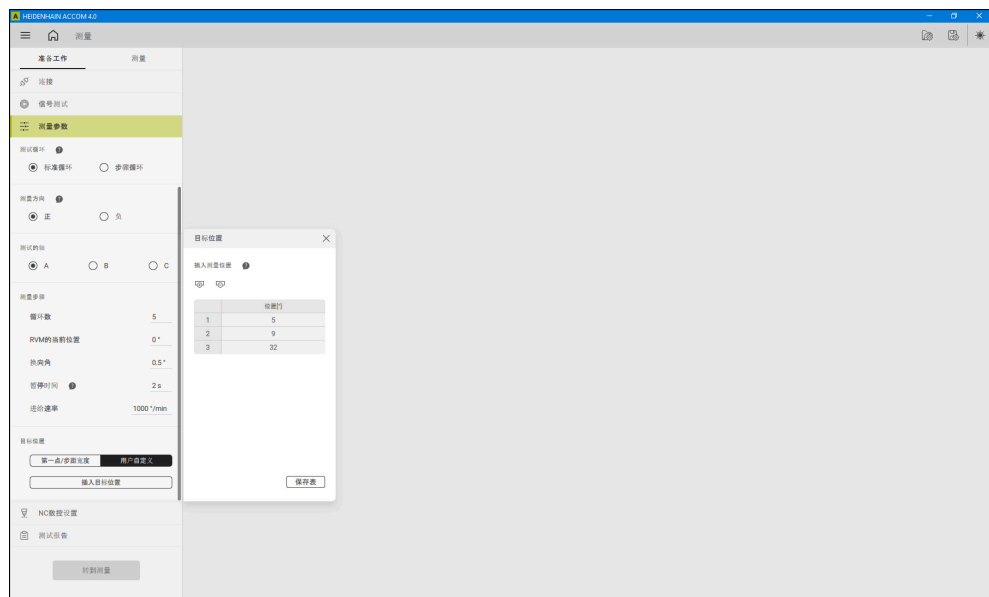 HEIDENHAIN ACCOM 4.0
测量
准备工作 测量
连接
信号测试
测量参数
测试循环
标准循环 步距循环
测量方向
正 负
测试的轴
A B C
测量步骤
循环数 5
RVM的当前位置 0°
换向角 0.5°
暂停时间 2 s
进给速率 1000 °/min
目标位置
第一点/步距宽度 用户自定义
输入目标位置
NC数控设置
测试报告
转到测量
目标位置
输入测量位置
位置[°]
1 5
2 9
3 32
保存表